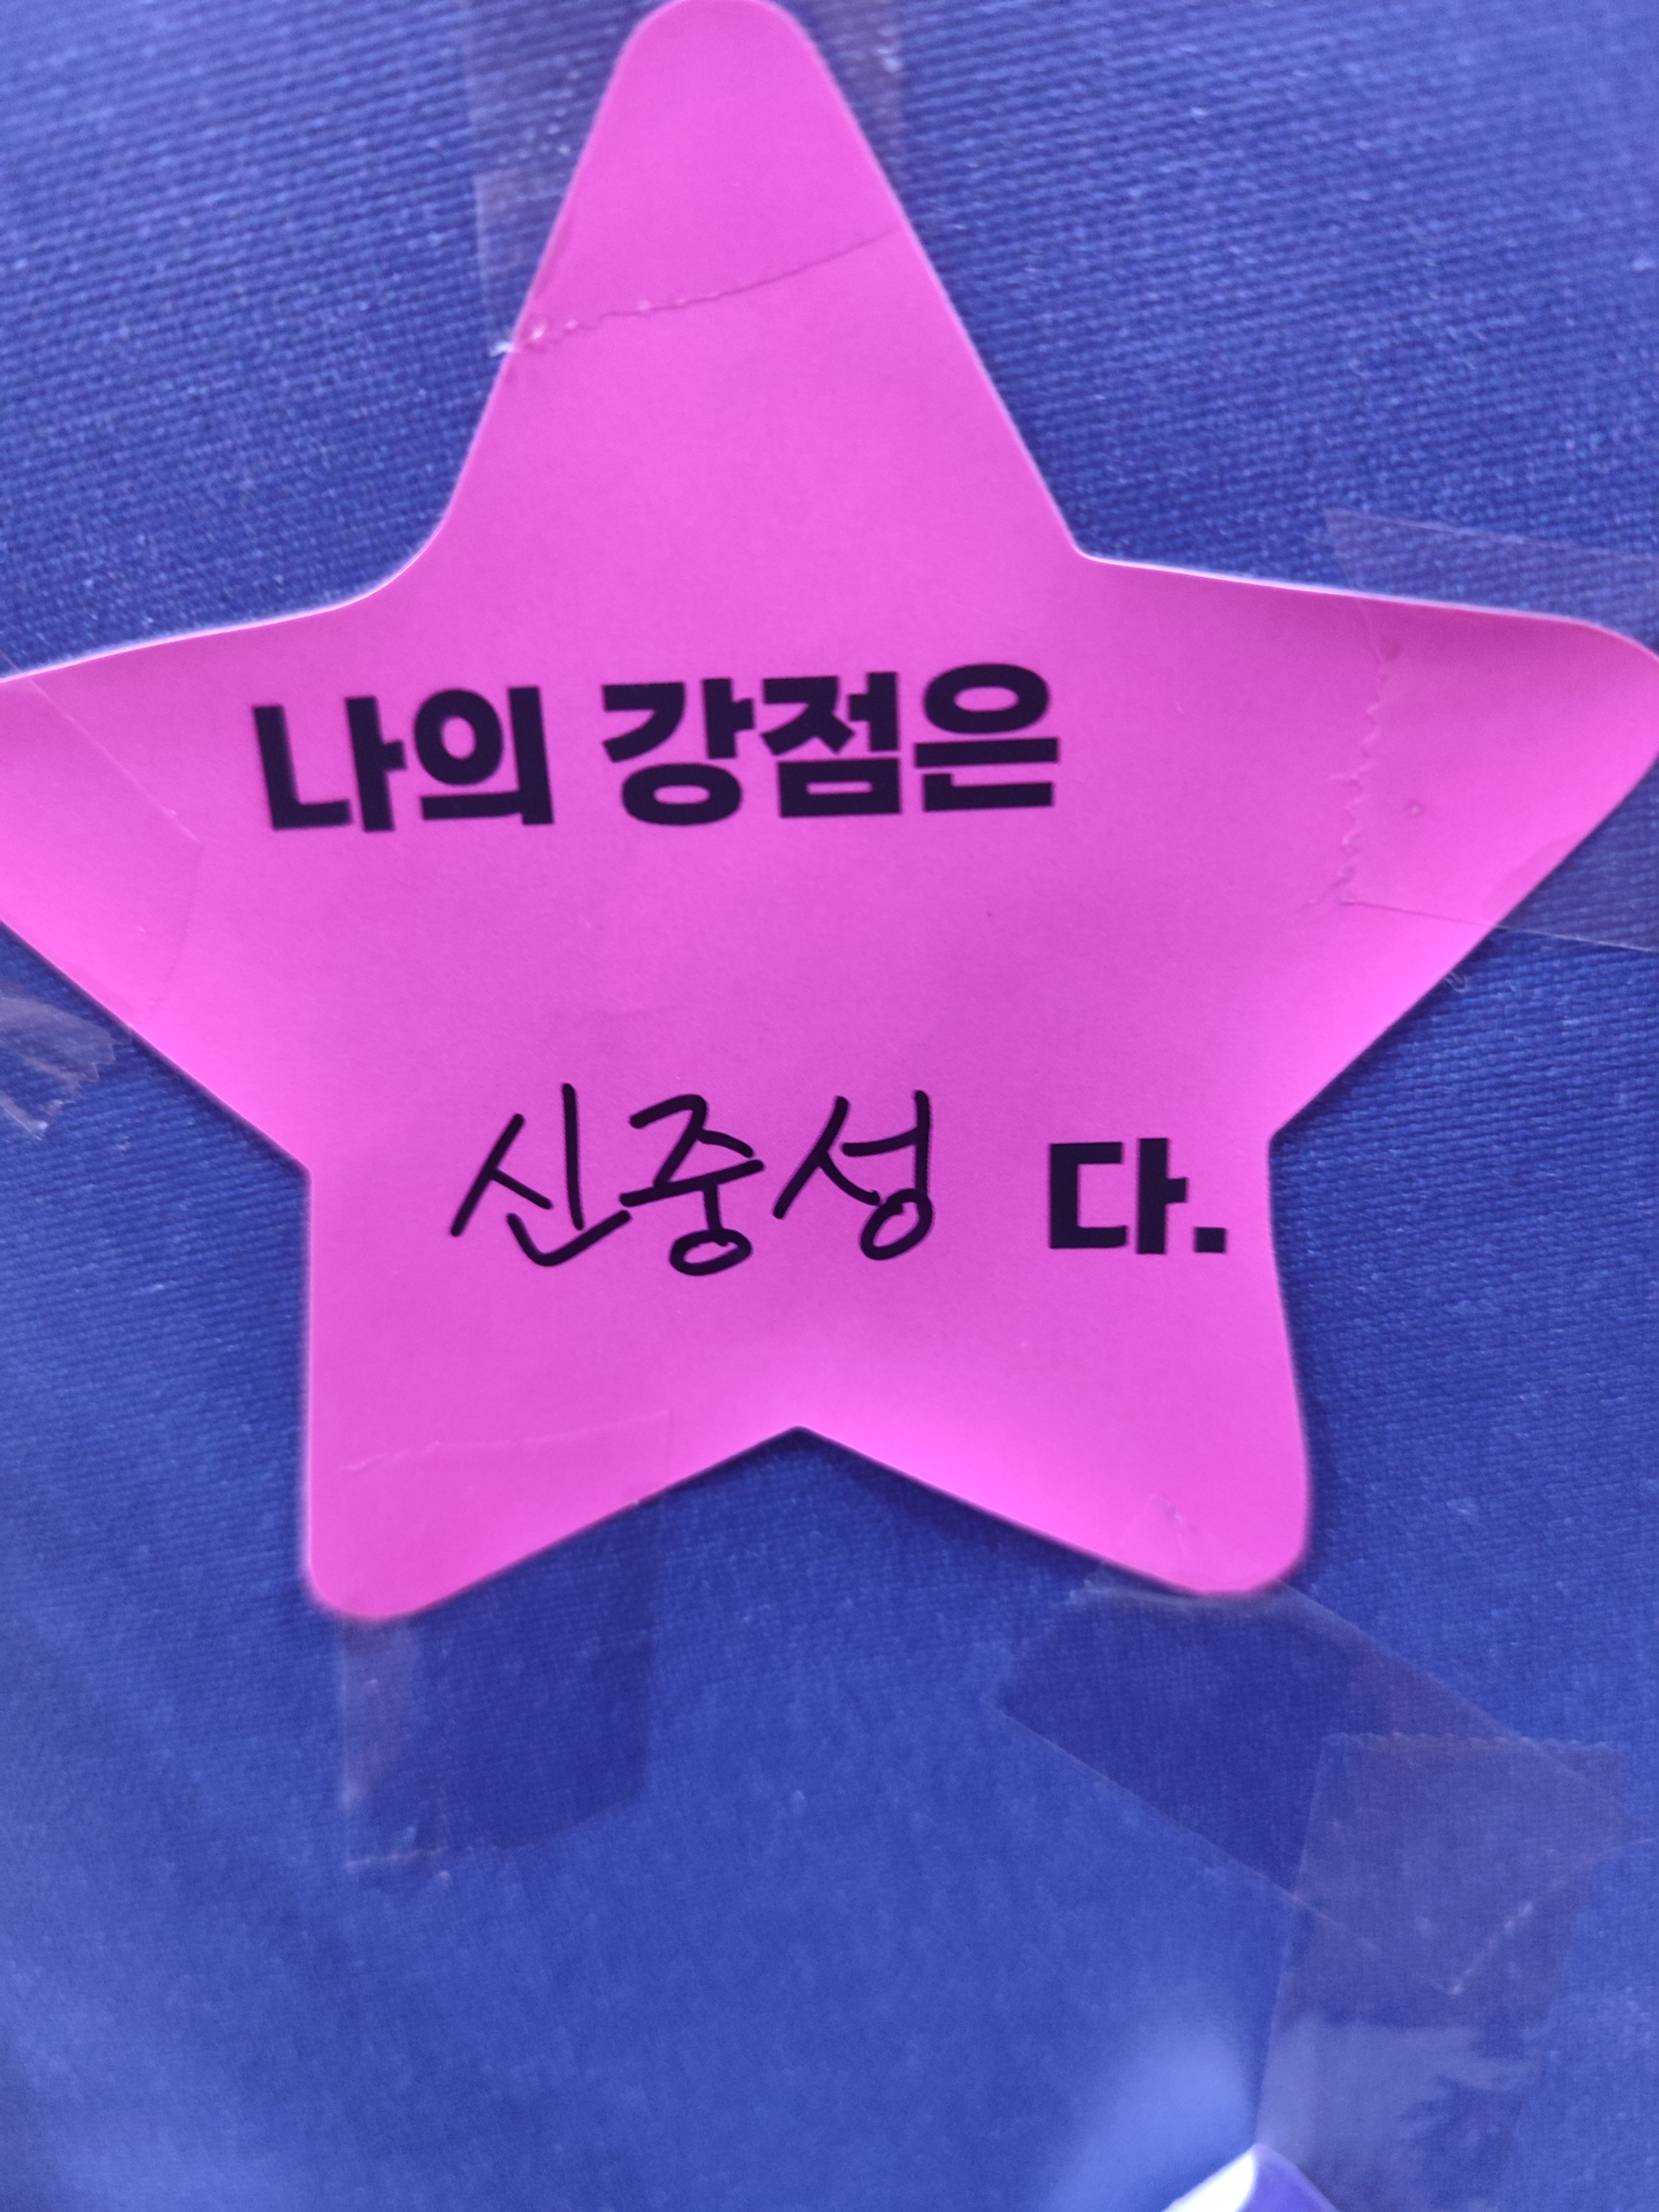 나의 강점은
신중성 다.